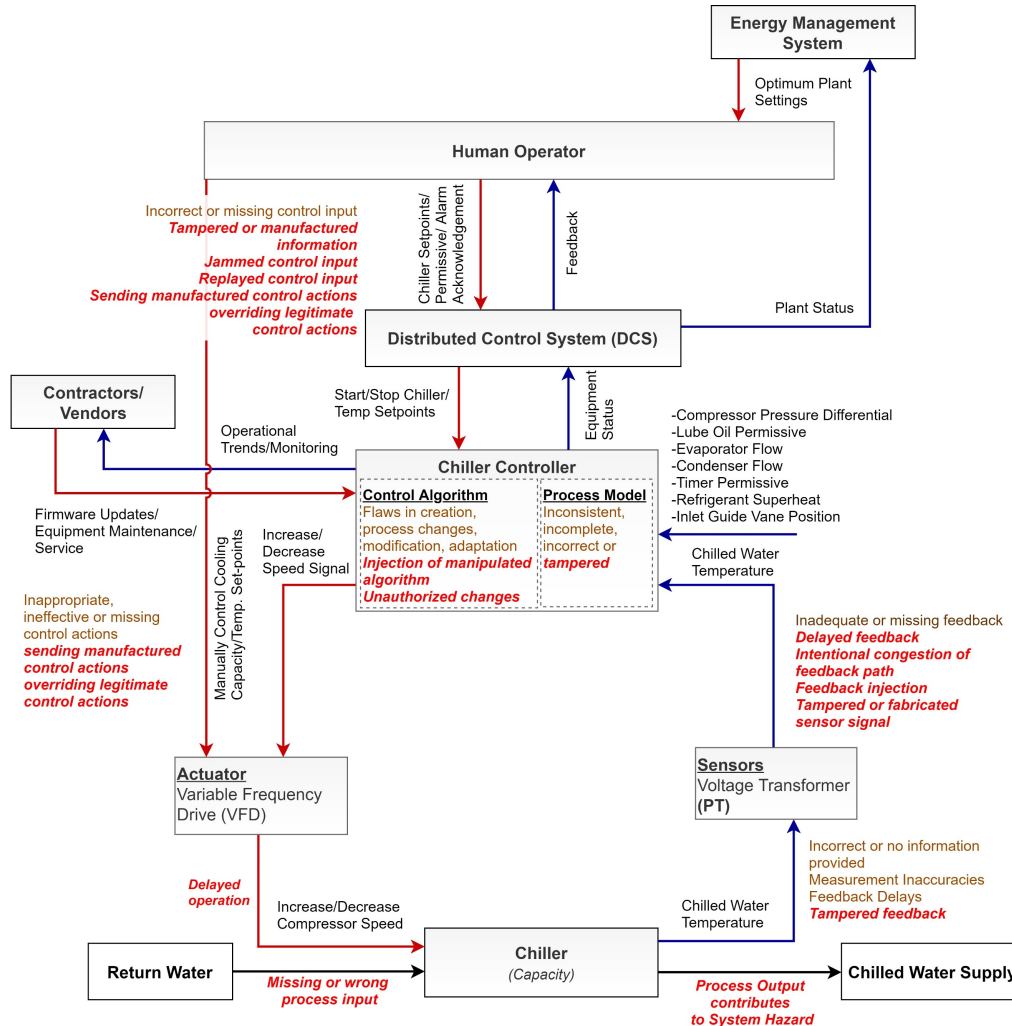 Energy Management
System
Optimum Plant
Settings
Human Operator
Incorrect or missing control input
Tampered or manufactured
information
Jammed control input
Replayed control input
Sending manufactured control actions
overriding legitimate
control actions
Chiller Setpoints/
Permissive/ Alarm
Acknowledgement
Feedback
Plant Status
Distributed Control System (DCS)
Contractors/
Vendors
Start/Stop Chiller/
Temp Setpoints
Equipment
Status
Operational
Trends/Monitoring
-Compressor Pressure Differential
-Lube Oil Permissive
-Evaporator Flow
-Condenser Flow
-Timer Permissive
-Refrigerant Superheat
-Inlet Guide Vane Position
Chiller Controller
Control Algorithm
Flaws in creation,
process changes,
modification, adaptation
Injection of manipulated
algorithm
Unauthorized changes
Process Model
Inconsistent,
incomplete,
incorrect or
tampered
Firmware Updates/
Equipment Maintenance/
Service
Increase/
Decrease
Speed Signal
Chilled Water
Temperature
Manually Control Cooling
Capacity/Temp. Set-points
Inappropriate,
ineffective or missing
control actions
sending manufactured
control actions
overriding legitimate
control actions
Inadequate or missing feedback
Delayed feedback
Intentional congestion of
feedback path
Feedback injection
Tampered or fabricated
sensor signal
Actuator
Variable Frequency
Drive (VFD)
Sensors
Voltage Transformer
(PT)
Delayed
operation
Increase/Decrease
Compressor Speed
Chilled Water
Temperature
Incorrect or no information
provided
Measurement Inaccuracies
Feedback Delays
Tampered feedback
Return Water
Missing or wrong
process input
Chiller
(Capacity)
Process Output
contributes
to System Hazard
Chilled Water Supply